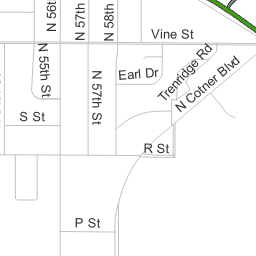 N 56th
N 57th
N 58th
Vine St
N 55th St
N 57th St
Earl Dr
Trenridge Rd
N Cotner Blvd
S St
R St
P St